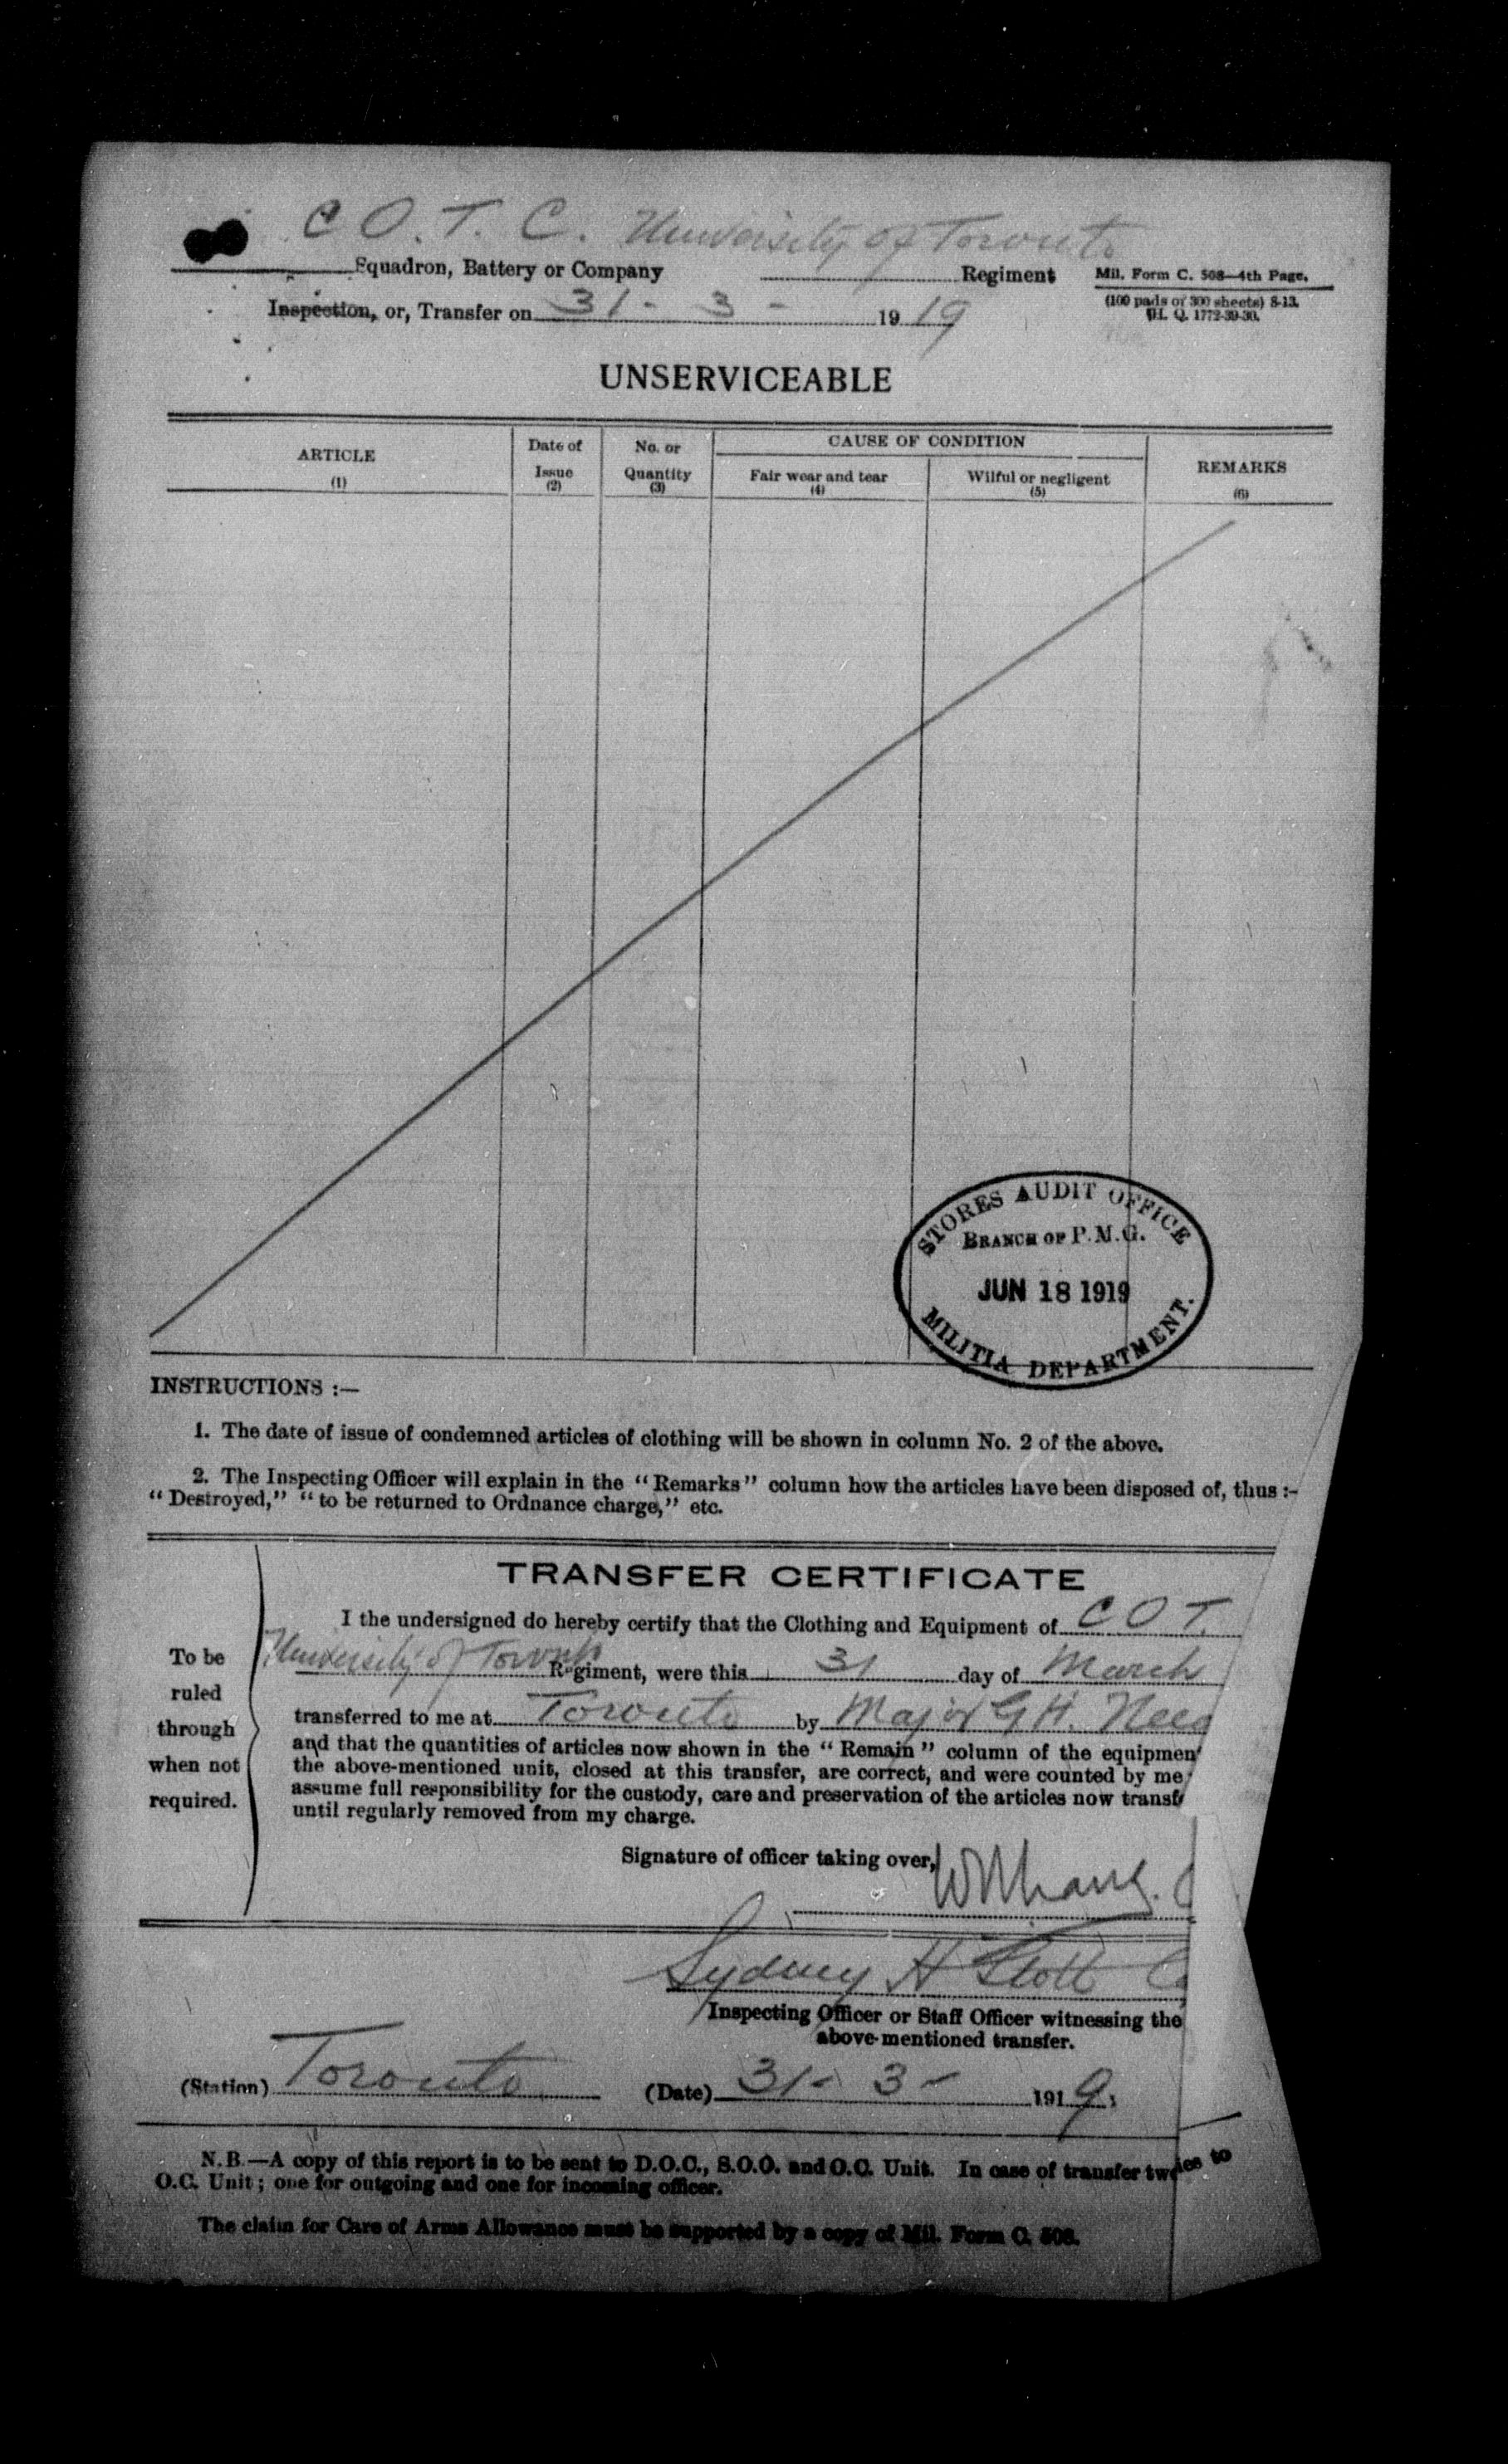 C.O.T.C. University of Toronto
Squadron, Battery or Company Regiment
Mil. Form C. 508—4th Page.
(100 pads of 300 sheets) 8-13.
H. Q. 1772-39-30.
Inspection, or, Transfer on 31 - 3 - 1919
UNSERVICEABLE
ARTICLE
(1)
Date of
Issue
(2)
No. or
Quantity
(3)
CAUSE OF CONDITION
Fair wear and tear
(4)
Wilful or negligent
(5)
REMARKS
(6)
STORES AUDIT OFFICE
BRANCH OF P.M.G.
JUN 18 1919
MILITIA DEPARTMENT.
INSTRUCTIONS :—
1. The date of issue of condemned articles of clothing will be shown in column No. 2 of the above.
2. The Inspecting Officer will explain in the "Remarks" column how the articles have been disposed of, thus :-
"Destroyed," "to be returned to Ordnance charge," etc.
TRANSFER CERTIFICATE
To be
ruled
through
when not
required.
I the undersigned do hereby certify that the Clothing and Equipment of C O T.
University of Toronto Regiment, were this 31 day of March
transferred to me at Toronto by Major G H.
and that the quantities of articles now shown in the "Remain" column of the equipmen
the above-mentioned unit, closed at this transfer, are correct, and were counted by me
assume full responsibility for the custody, care and preservation of the articles now transf
until regularly removed from my charge.
Signature of officer taking over,
Sydney H
Inspecting Officer or Staff Officer witnessing the
above-mentioned transfer.
(Station) Toronto (Date) 31 - 3 - 1919
N.B.—A copy of this report is to be sent to D.O.C., S.O.O. and O.C. Unit. In case of transfer
O.C. Unit; one for outgoing and one for incoming officer.
The claim for Care of Arms Allowance must be supported by a copy of Mil. Form C. 508.